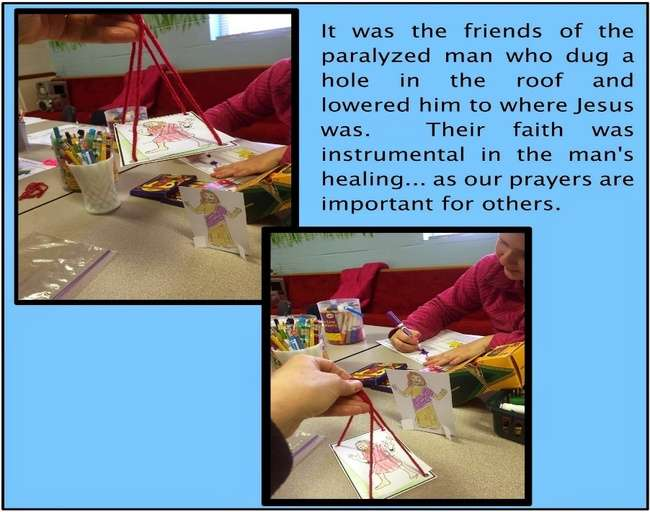 It was the friends of the
paralyzed man who dug a
hole in the roof and
lowered him to where Jesus
was. Their faith was
instrumental in the man's
healing... as our prayers are
important for others.